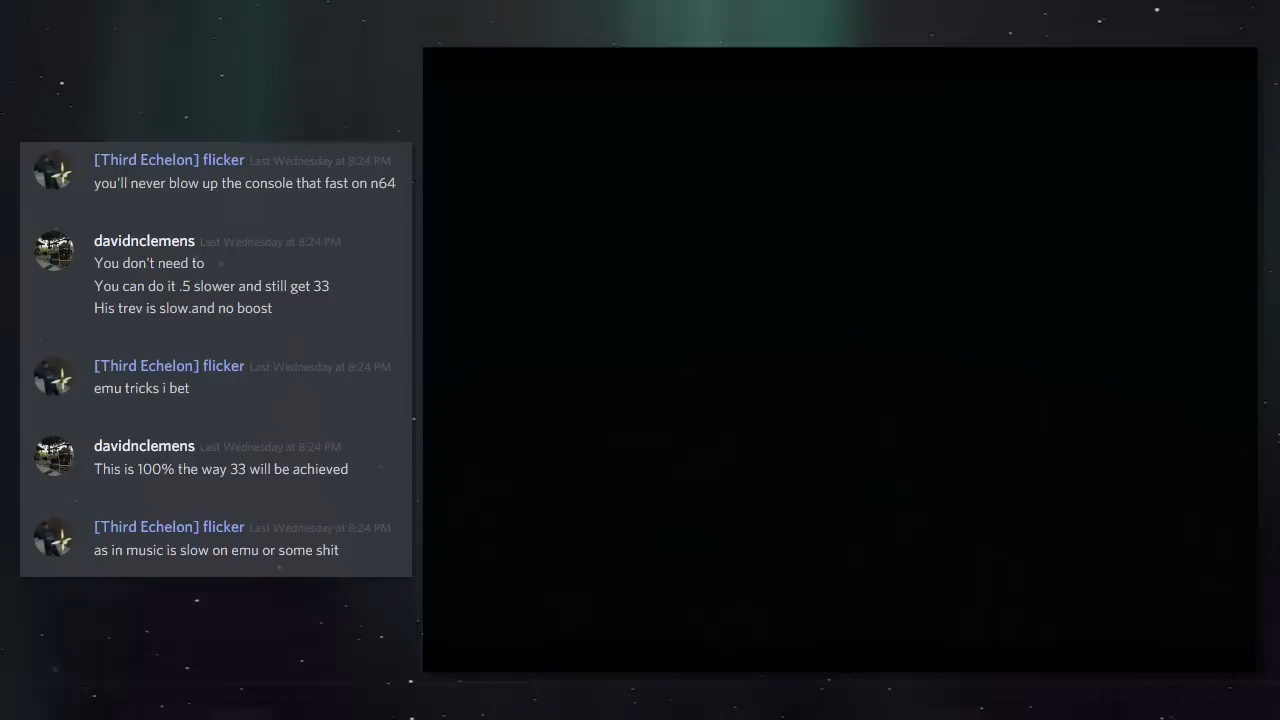 [Third Echelon] flicker Last Wednesday at 8:24 PM
you'll never blow up the console that fast on n64
davidnclemens Last Wednesday at 8:24 PM
You don't need to
You can do it .5 slower and still get 33
His trev is slow.and no boost
[Third Echelon] flicker Last Wednesday at 8:24 PM
emu tricks i bet
davidnclemens Last Wednesday at 8:24 PM
This is 100% the way 33 will be achieved
[Third Echelon] flicker Last Wednesday at 8:24 PM
as in music is slow on emu or some shit